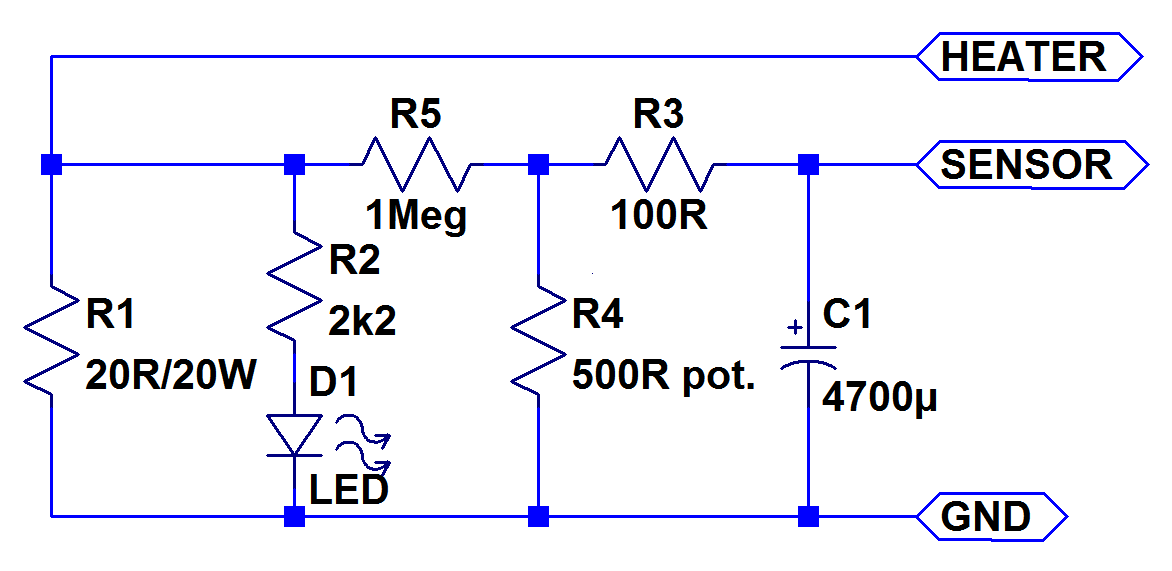 HEATER
R5
R3
SENSOR
1Meg
100R
R2
2k2
R1
20R/20W
R4
500R pot.
+
C1
4700µ
D1
LED
GND